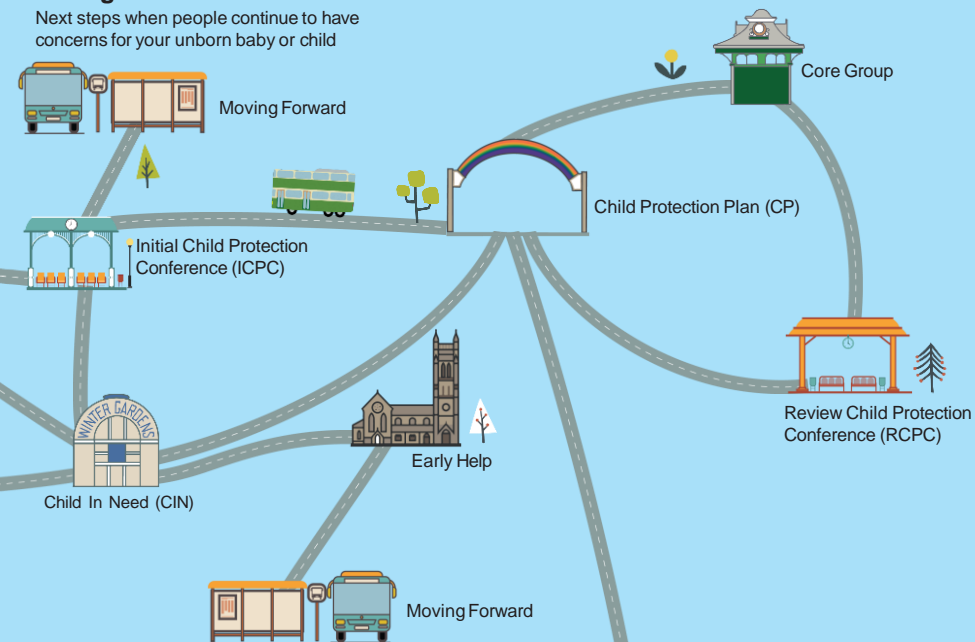 Next steps when people continue to have
concerns for your unborn baby or child
Moving Forward
Core Group
Child Protection Plan (CP)
Initial Child Protection
Conference (ICPC)
WINTER GARDENS
Early Help
Review Child Protection
Conference (RCPC)
Child In Need (CIN)
Moving Forward